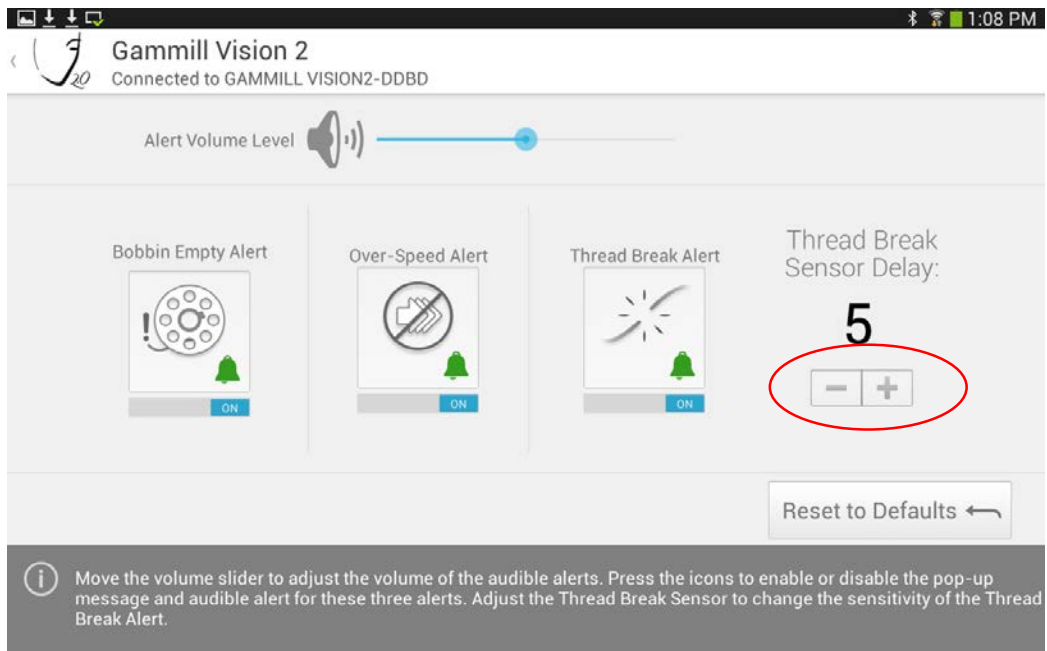 1:08 PM
20
Gammill Vision 2
Connected to GAMMILL VISION2-DDBD
Alert Volume Level
Bobbin Empty Alert
Over-Speed Alert
Thread Break Alert
Thread Break
Sensor Delay:
!
5
− +
ON
ON
ON
Reset to Defaults
Move the volume slider to adjust the volume of the audible alerts. Press the icons to enable or disable the pop-up
message and audible alert for these three alerts. Adjust the Thread Break Sensor to change the sensitivity of the Thread
Break Alert.